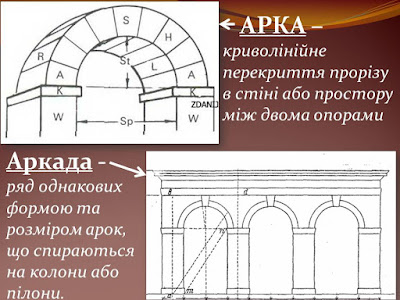 АРКА –
криволінійне
перекриття прорізу
в стіні або простору
між двома опорами
S
H
R
St
L
A
A
K
K
ZDANIJ
W
Sp
W
Аркада -
ряд однакових
формою та
розміром арок,
що спираються
на колони або
пілони.
d
m